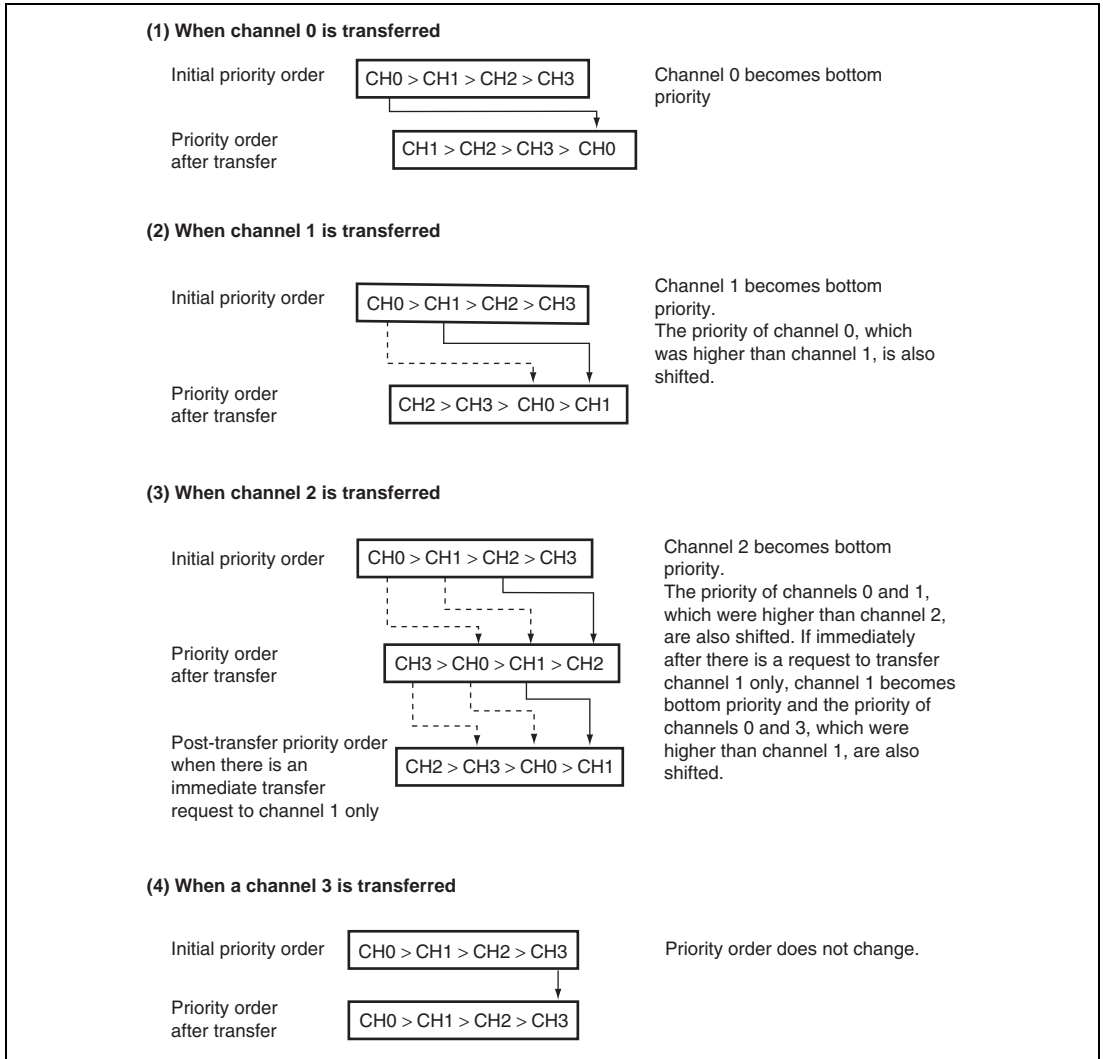 (1) When channel 0 is transferred
Initial priority order
CH0 > CH1 > CH2 > CH3
Channel 0 becomes bottom
priority
Priority order
after transfer
CH1 > CH2 > CH3 > CH0
(2) When channel 1 is transferred
Initial priority order
CH0 > CH1 > CH2 > CH3
Channel 1 becomes bottom
priority.
The priority of channel 0, which
was higher than channel 1, is also
shifted.
Priority order
after transfer
CH2 > CH3 > CH0 > CH1
(3) When channel 2 is transferred
Initial priority order
CH0 > CH1 > CH2 > CH3
Channel 2 becomes bottom
priority.
The priority of channels 0 and 1,
which were higher than channel 2,
are also shifted. If immediately
after there is a request to transfer
channel 1 only, channel 1 becomes
bottom priority and the priority of
channels 0 and 3, which were
higher than channel 1, are also
shifted.
Priority order
after transfer
CH3 > CH0 > CH1 > CH2
Post-transfer priority order
when there is an
immediate transfer
request to channel 1 only
CH2 > CH3 > CH0 > CH1
(4) When a channel 3 is transferred
Initial priority order
CH0 > CH1 > CH2 > CH3
Priority order does not change.
Priority order
after transfer
CH0 > CH1 > CH2 > CH3